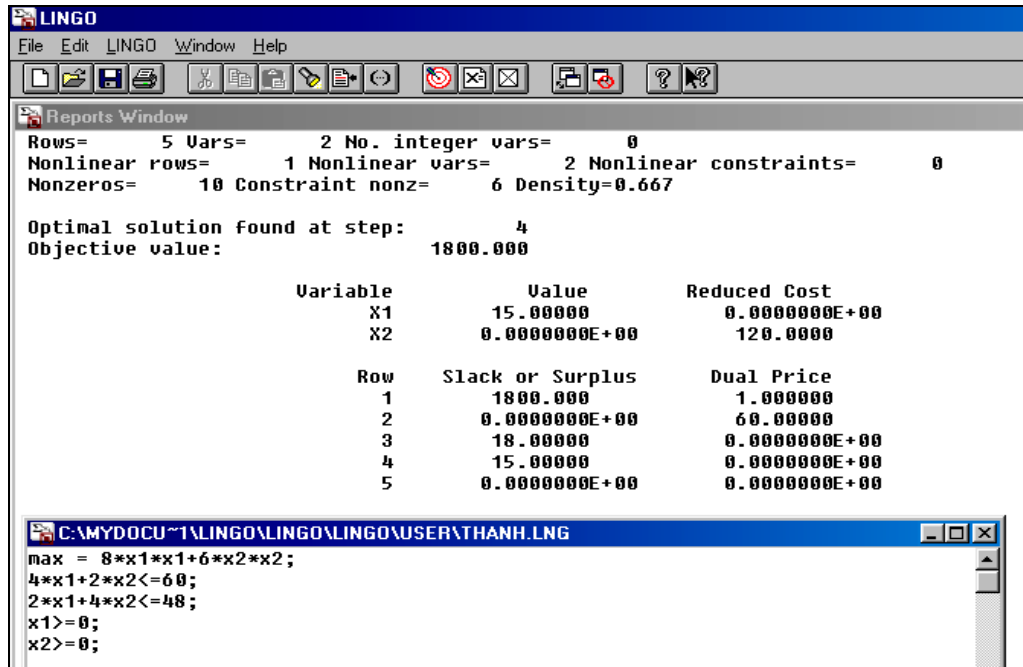 LINGO
File Edit LINGO Window Help
Reports Window
Rows= 5 Vars= 2 No. integer vars= 0
Nonlinear rows= 1 Nonlinear vars= 2 Nonlinear constraints= 0
Nonzeros= 10 Constraint nonz= 6 Density=0.667
Optimal solution found at step: 4
Objective value: 1800.000
Variable Value Reduced Cost
X1 15.00000 0.0000000E+00
X2 0.0000000E+00 120.0000
Row Slack or Surplus Dual Price
1 1800.000 1.000000
2 0.0000000E+00 60.00000
3 18.00000 0.0000000E+00
4 15.00000 0.0000000E+00
5 0.0000000E+00 0.0000000E+00
C:\MYDOCU~1\LINGO\LINGO\LINGO\USER\THANH.LNG
max = 8*x1*x1+6*x2*x2;
4*x1+2*x2<=60;
2*x1+4*x2<=48;
x1>=0;
x2>=0;